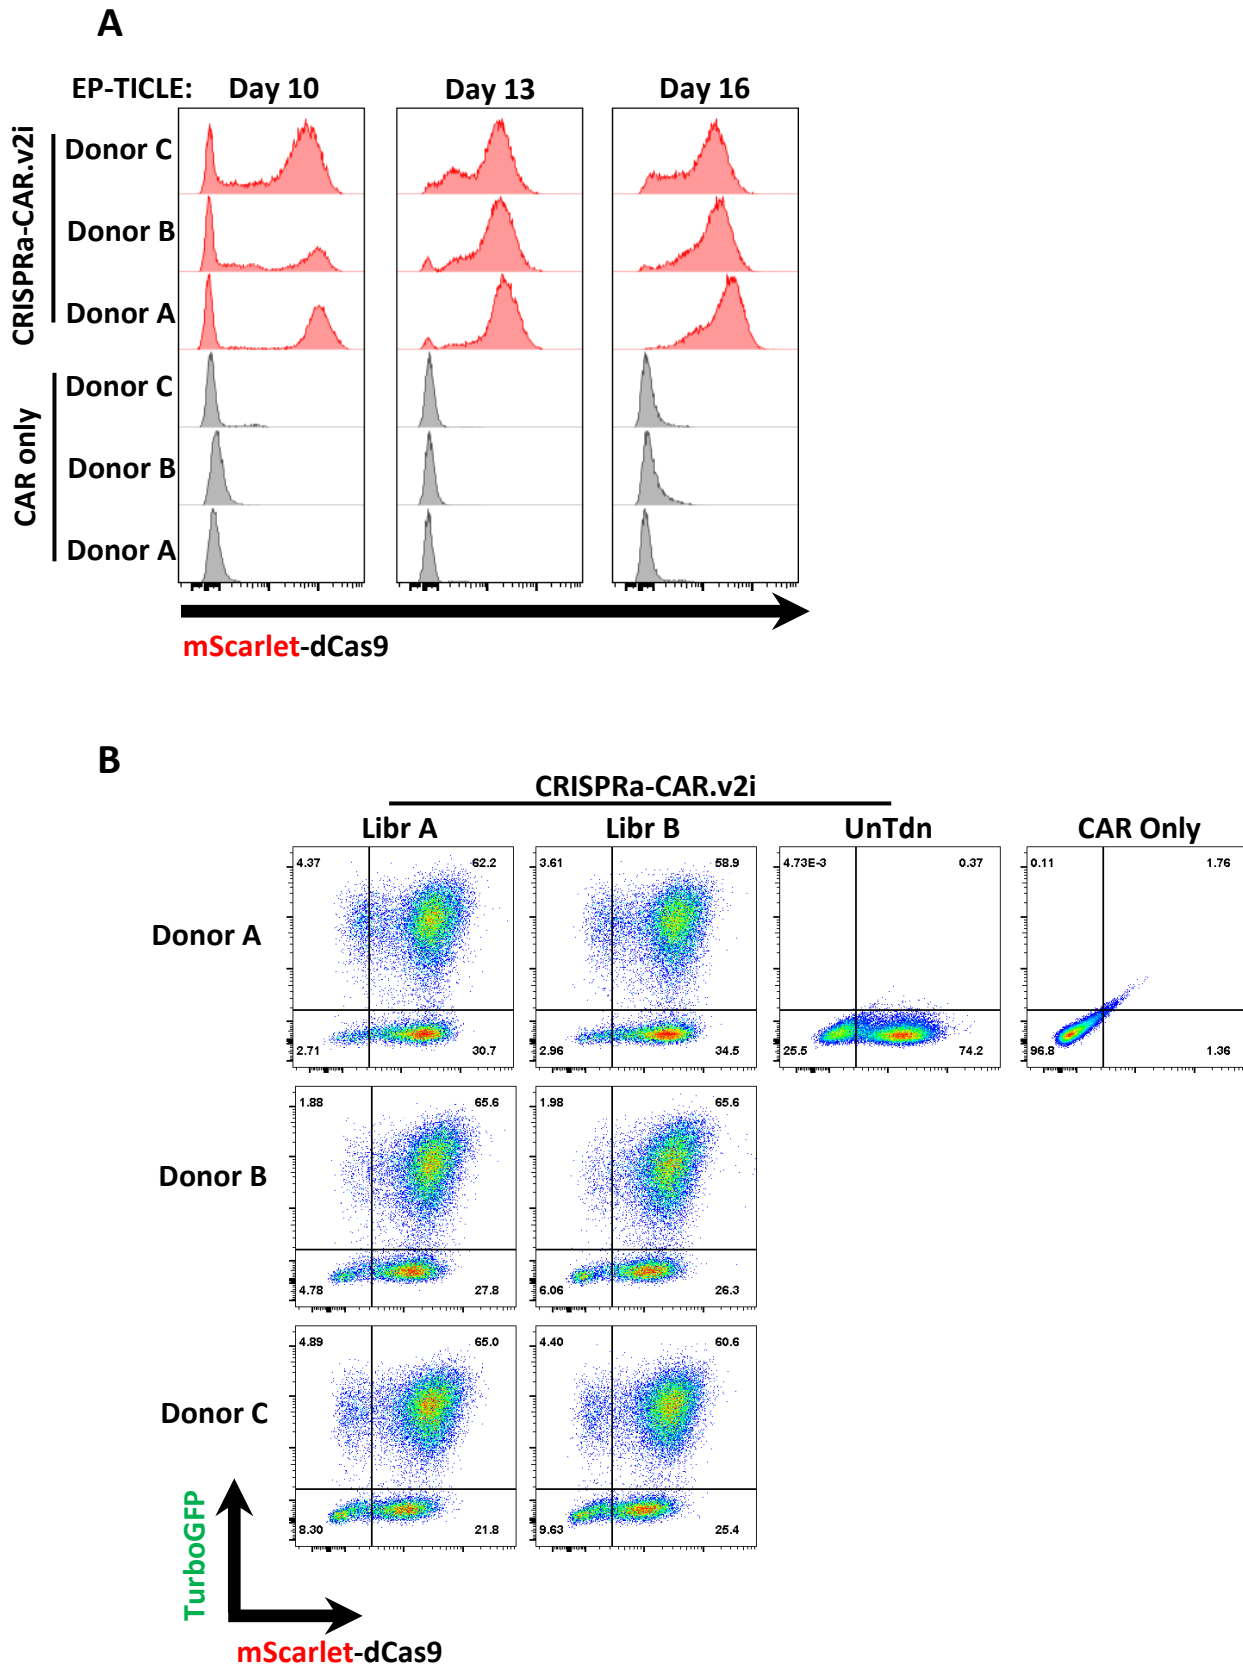 A
EP-TICLE: Day 10 Day 13 Day 16
CRISPRa-CAR.v2i
Donor C
Donor B
Donor A
CAR only
Donor C
Donor B
Donor A
mScarlet-dCas9
B
CRISPRa-CAR.v2i
Libr A Libr B UnTdn CAR Only
Donor A
4.37 62.2 3.61 58.9 4.73E-3 0.37 0.11 1.76
2.71 30.7 2.96 34.5 25.5 74.2 96.8 1.36
Donor B
1.88 65.6 1.98 65.6
4.78 27.8 6.06 26.3
Donor C
4.89 65.0 4.40 60.6
8.30 21.8 9.63 25.4
TurboGFP
mScarlet-dCas9